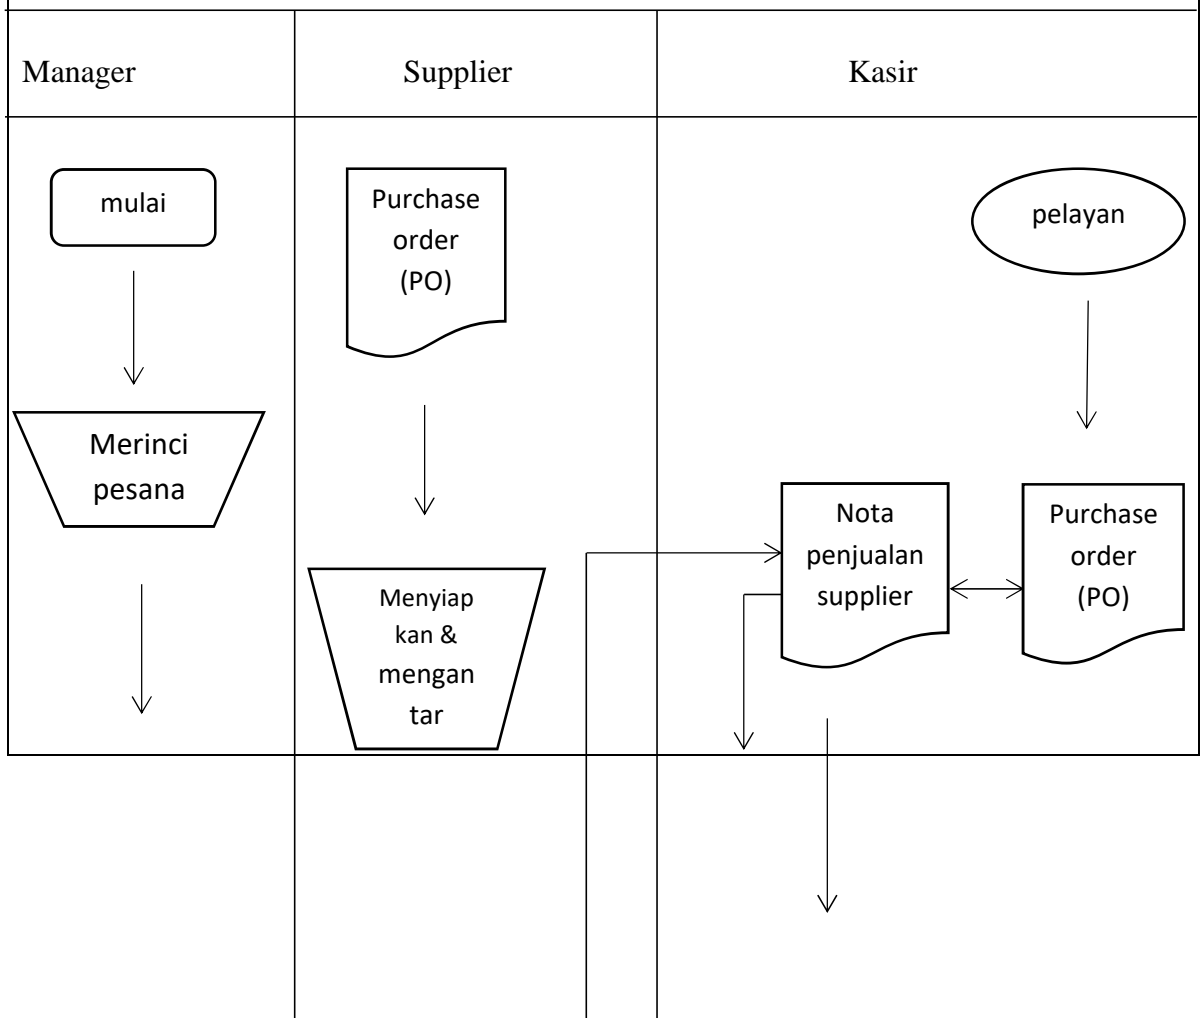 Manager
Supplier
Kasir
mulai
Merinci
pesana
Purchase
order
(PO)
Menyiap
kan &
mengan
tar
pelayan
Nota
penjualan
supplier
Purchase
order
(PO)